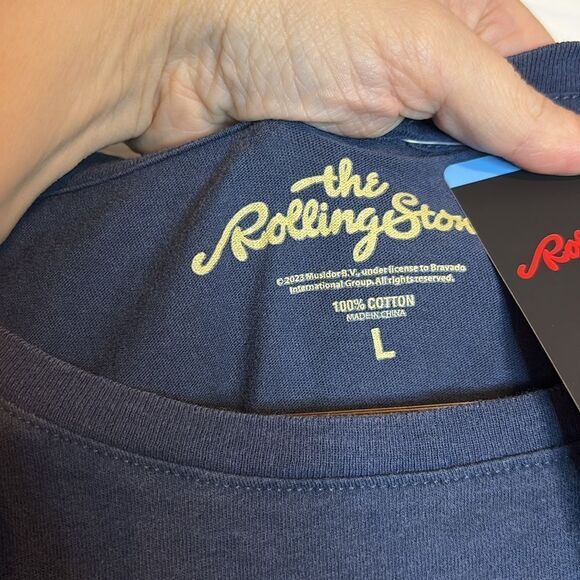 the
Rolling Ston
© 2023 Musidor B.V., under license to Bravado
International Group. All rights reserved.
100% COTTON
MADE IN CHINA
L
Ro